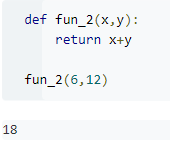 def fun_2(x,y):
    return x+y
fun_2(6,12)
18